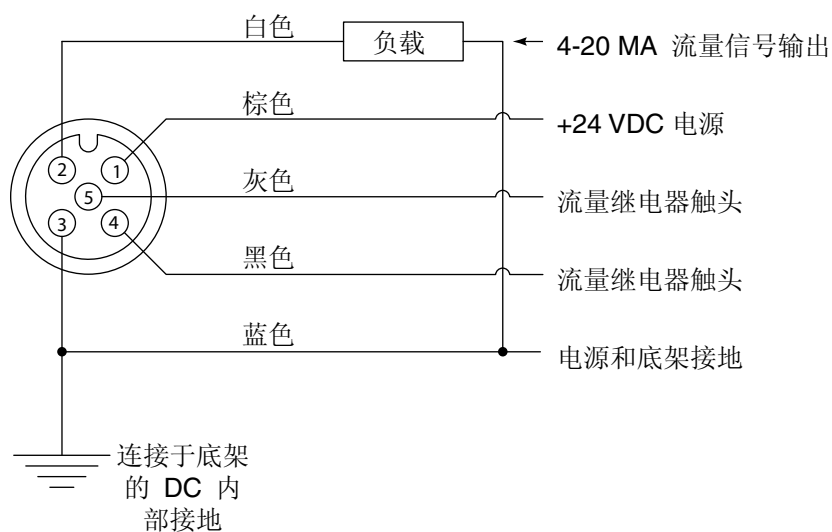 白色
负载
4-20 MA 流量信号输出
棕色
+24 VDC 电源
2
1
灰色
5
流量继电器触头
3
4
黑色
流量继电器触头
蓝色
电源和底架接地
连接于底架
的 DC 内
部接地